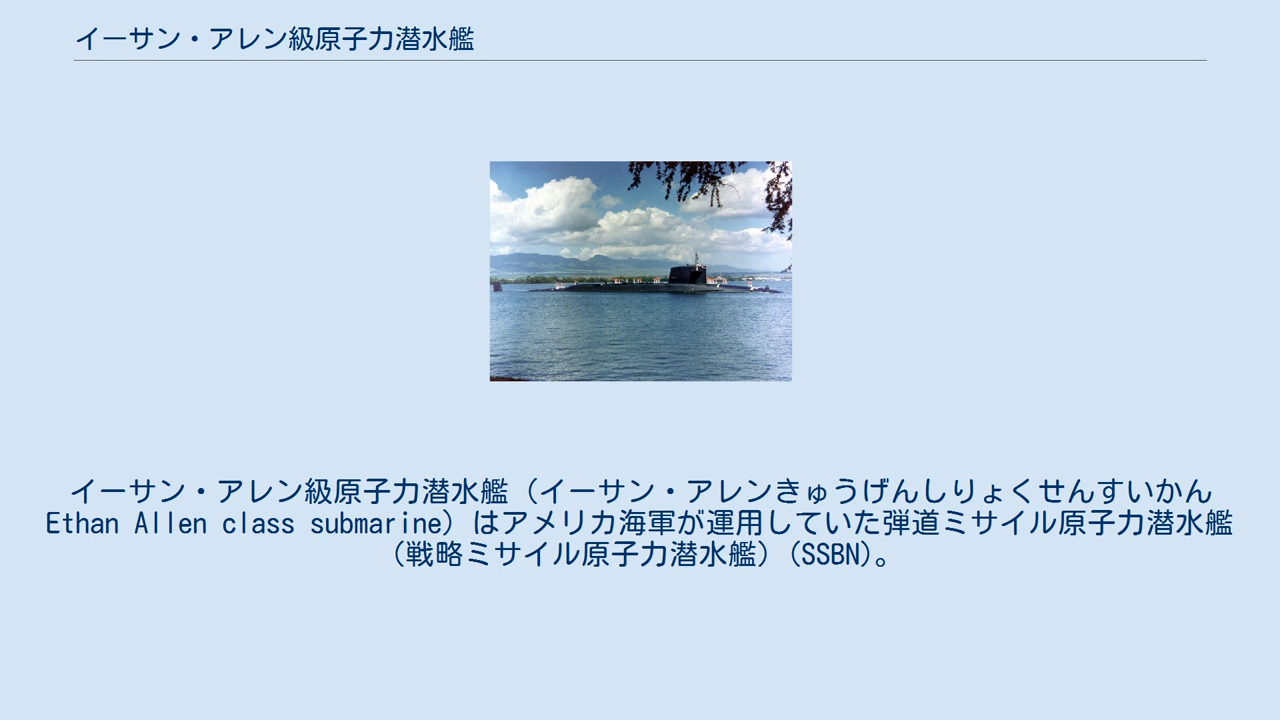 イーサン・アレン級原子力潜水艦
イーサン・アレン級原子力潜水艦（イーサン・アレンきゅうげんしりょくせんすいかん
Ethan Allen class submarine）はアメリカ海軍が運用していた弾道ミサイル原子力潜水艦
（戦略ミサイル原子力潜水艦）(SSBN)。